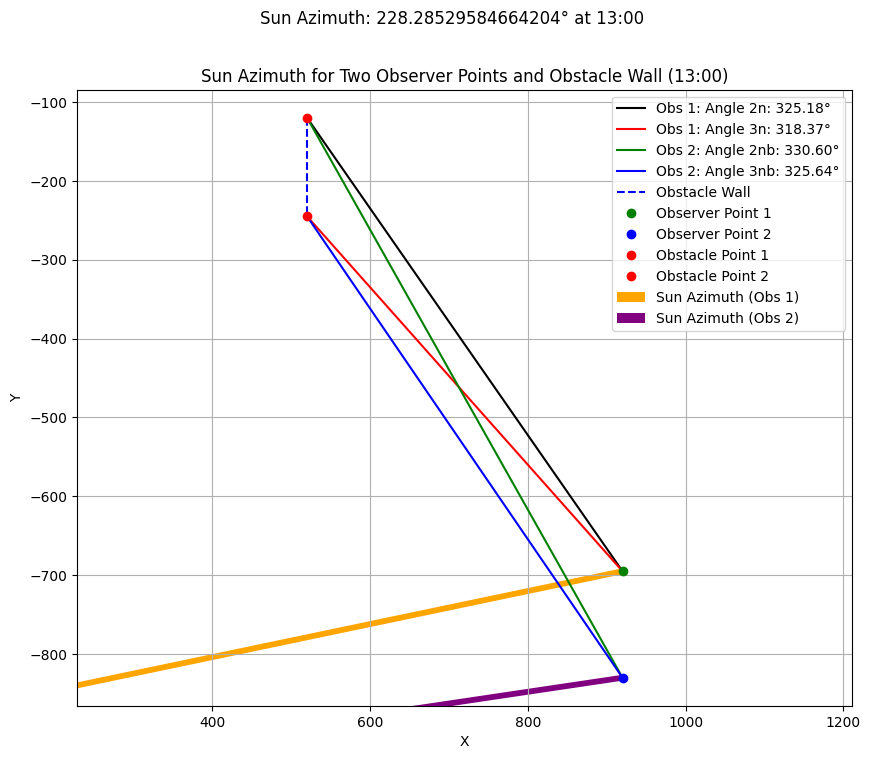 Sun Azimuth: 228.28529584664204° at 13:00
Sun Azimuth for Two Observer Points and Obstacle Wall (13:00)
Obs 1: Angle 2n: 325.18°
Obs 1: Angle 3n: 318.37°
Obs 2: Angle 2nb: 330.60°
Obs 2: Angle 3nb: 325.64°
Obstacle Wall
Observer Point 1
Observer Point 2
Obstacle Point 1
Obstacle Point 2
Sun Azimuth (Obs 1)
Sun Azimuth (Obs 2)
−100
−200
−300
−400
−500
−600
−700
−800
Y
400
600
800
1000
1200
X